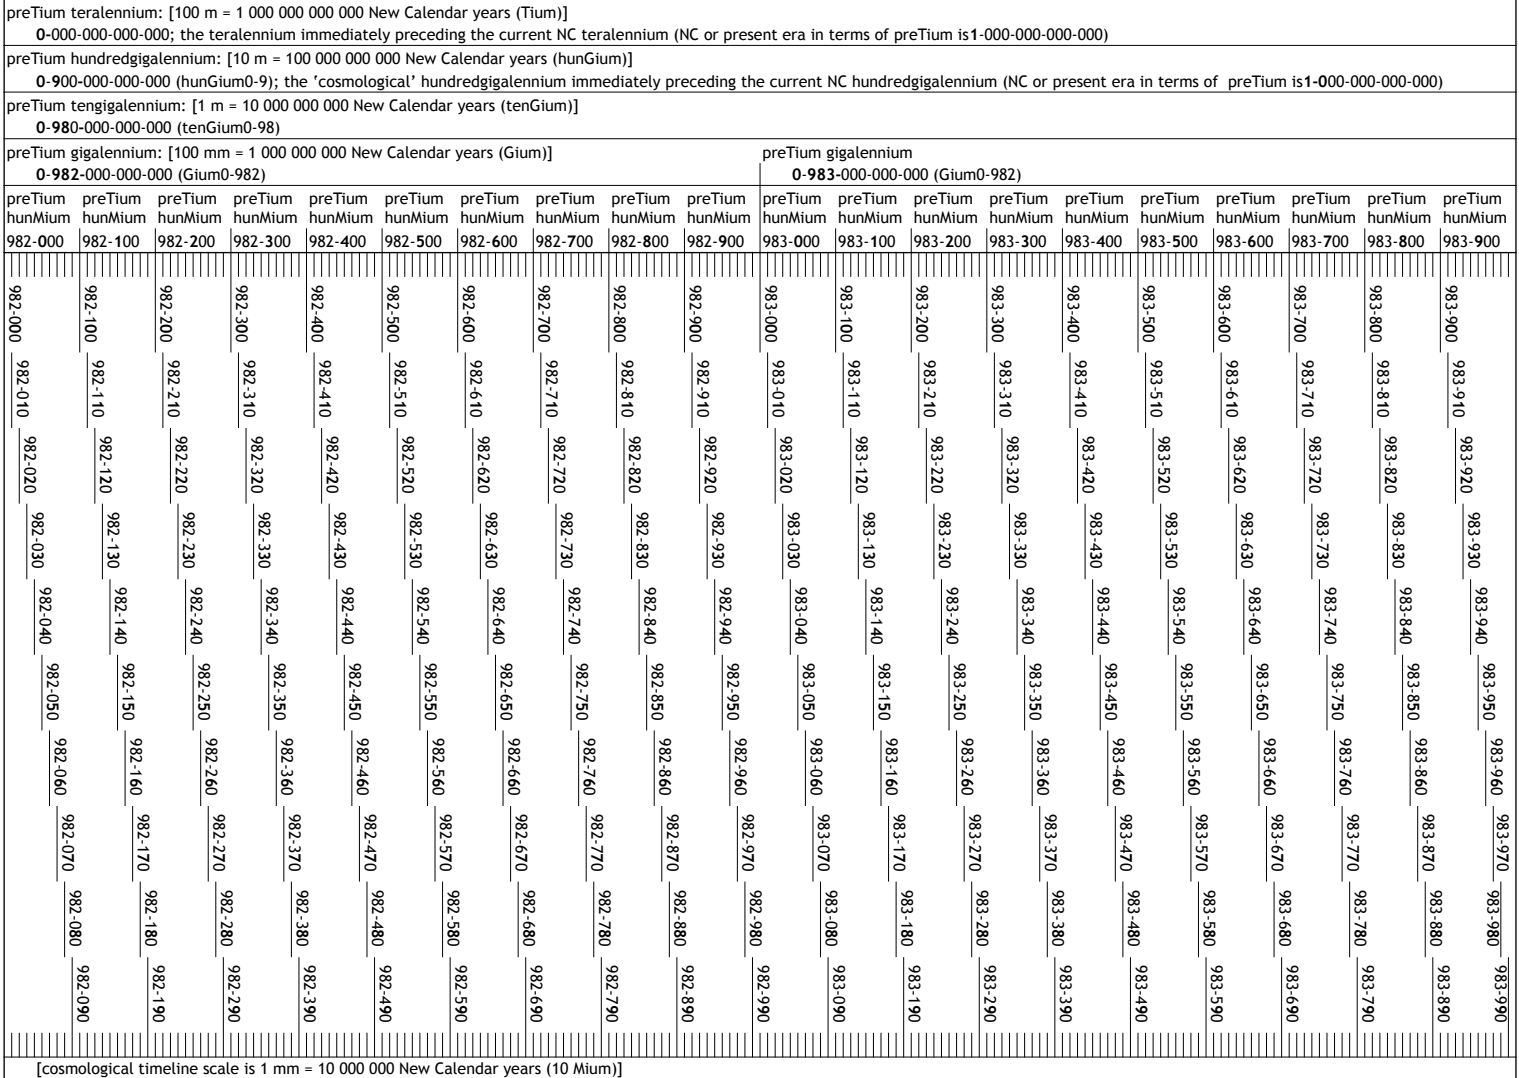 preTium teralennium: [100 m = 1 000 000 000 000 New Calendar years (Tium)]
0-000-000-000-000; the teralennium immediately preceding the current NC teralennium (NC or present era in terms of preTium is1-000-000-000-000)
preTium hundredgigalennium: [10 m = 100 000 000 000 New Calendar years (hunGium)]
0-900-000-000-000 (hunGium0-9); the ‘cosmological’ hundredgigalennium immediately preceding the current NC hundredgigalennium (NC or present era in terms of preTium is1-000-000-000-000)
preTium tengigalennium: [1 m = 10 000 000 000 New Calendar years (tenGium)]
0-980-000-000-000 (tenGium0-98)
preTium gigalennium: [100 mm = 1 000 000 000 New Calendar years (Gium)] preTium gigalennium
0-982-000-000-000 (Gium0-982) 0-983-000-000-000 (Gium0-982)
preTium preTium preTium preTium preTium preTium preTium preTium preTium preTium preTium preTium preTium preTium preTium preTium preTium preTium preTium preTium
hunMium hunMium hunMium hunMium hunMium hunMium hunMium hunMium hunMium hunMium hunMium hunMium hunMium hunMium hunMium hunMium hunMium hunMium hunMium hunMium
982-000 982-100 982-200 982-300 982-400 982-500 982-600 982-700 982-800 982-900 983-000 983-100 983-200 983-300 983-400 983-500 983-600 983-700 983-800 983-900
982-000 982-100 982-200 982-300 982-400 982-500 982-600 982-700 982-800 982-900 983-000 983-100 983-200 983-300 983-400 983-500 983-600 983-700 983-800 983-900
982-010 982-110 982-210 982-310 982-410 982-510 982-610 982-710 982-810 982-910 983-010 983-110 983-210 983-310 983-410 983-510 983-610 983-710 983-810 983-910
982-020 982-120 982-220 982-320 982-420 982-520 982-620 982-720 982-820 982-920 983-020 983-120 983-220 983-320 983-420 983-520 983-620 983-720 983-820 983-920
982-030 982-130 982-230 982-330 982-430 982-530 982-630 982-730 982-830 982-930 983-030 983-130 983-230 983-330 983-430 983-530 983-630 983-730 983-830 983-930
982-040 982-140 982-240 982-340 982-440 982-540 982-640 982-740 982-840 982-940 983-040 983-140 983-240 983-340 983-440 983-540 983-640 983-740 983-840 983-940
982-050 982-150 982-250 982-350 982-450 982-550 982-650 982-750 982-850 982-950 983-050 983-150 983-250 983-350 983-450 983-550 983-650 983-750 983-850 983-950
982-060 982-160 982-260 982-360 982-460 982-560 982-660 982-760 982-860 982-960 983-060 983-160 983-260 983-360 983-460 983-560 983-660 983-760 983-860 983-960
982-070 982-170 982-270 982-370 982-470 982-570 982-670 982-770 982-870 982-970 983-070 983-170 983-270 983-370 983-470 983-570 983-670 983-770 983-870 983-970
982-080 982-180 982-280 982-380 982-480 982-580 982-680 982-780 982-880 982-980 983-080 983-180 983-280 983-380 983-480 983-580 983-680 983-780 983-880 983-980
982-090 982-190 982-290 982-390 982-490 982-590 982-690 982-790 982-890 982-990 983-090 983-190 983-290 983-390 983-490 983-590 983-690 983-790 983-890 983-990
[cosmological timeline scale is 1 mm = 10 000 000 New Calendar years (10 Mium)]